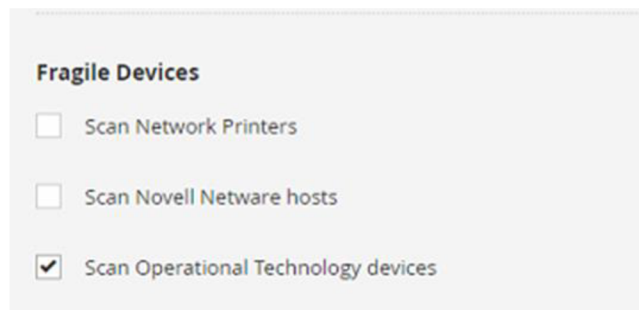 Fragile Devices
Scan Network Printers
Scan Novell Netware hosts
Scan Operational Technology devices